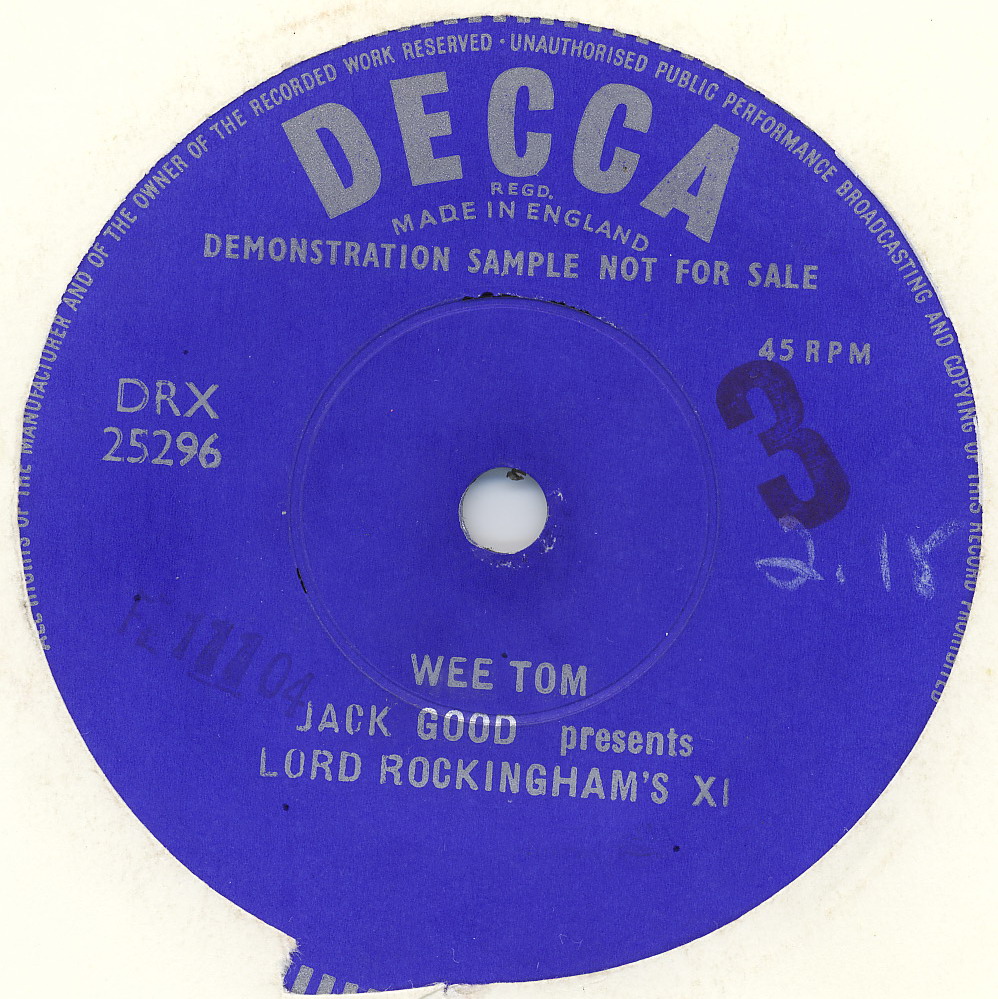 ALL RIGHTS OF THE MANUFACTURER AND OF THE OWNER OF THE RECORDED WORK RESERVED · UNAUTHORISED PUBLIC PERFORMANCE BROADCASTING AND COPYING OF THIS RECORD PROHIBITED
DECCA
REGD.
MADE IN ENGLAND
DEMONSTRATION SAMPLE NOT FOR SALE
45 RPM
3
DRX
25296
2.15
WEE TOM
JACK GOOD presents
LORD ROCKINGHAM'S XI